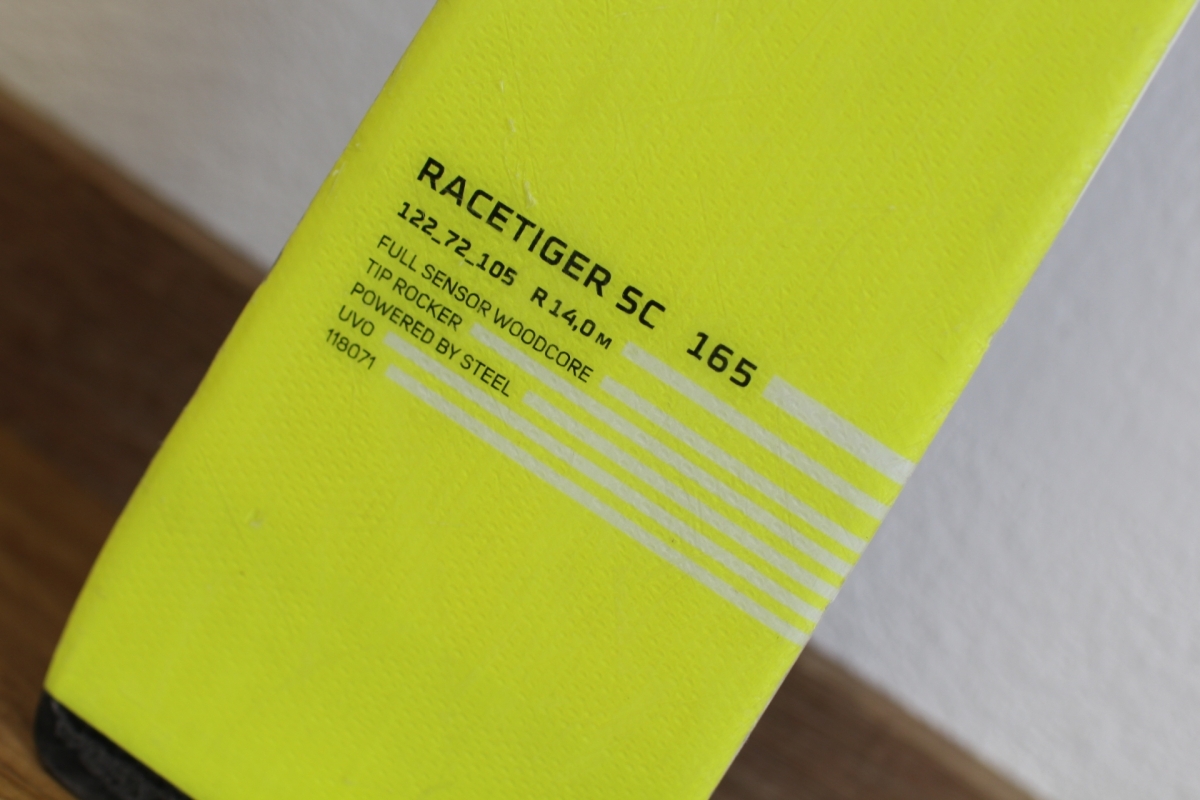 RACETIGER SC 165
122_72_105 R 14,0 M
FULL SENSOR WOODCORE
TIP ROCKER
POWERED BY STEEL
UVO
118071